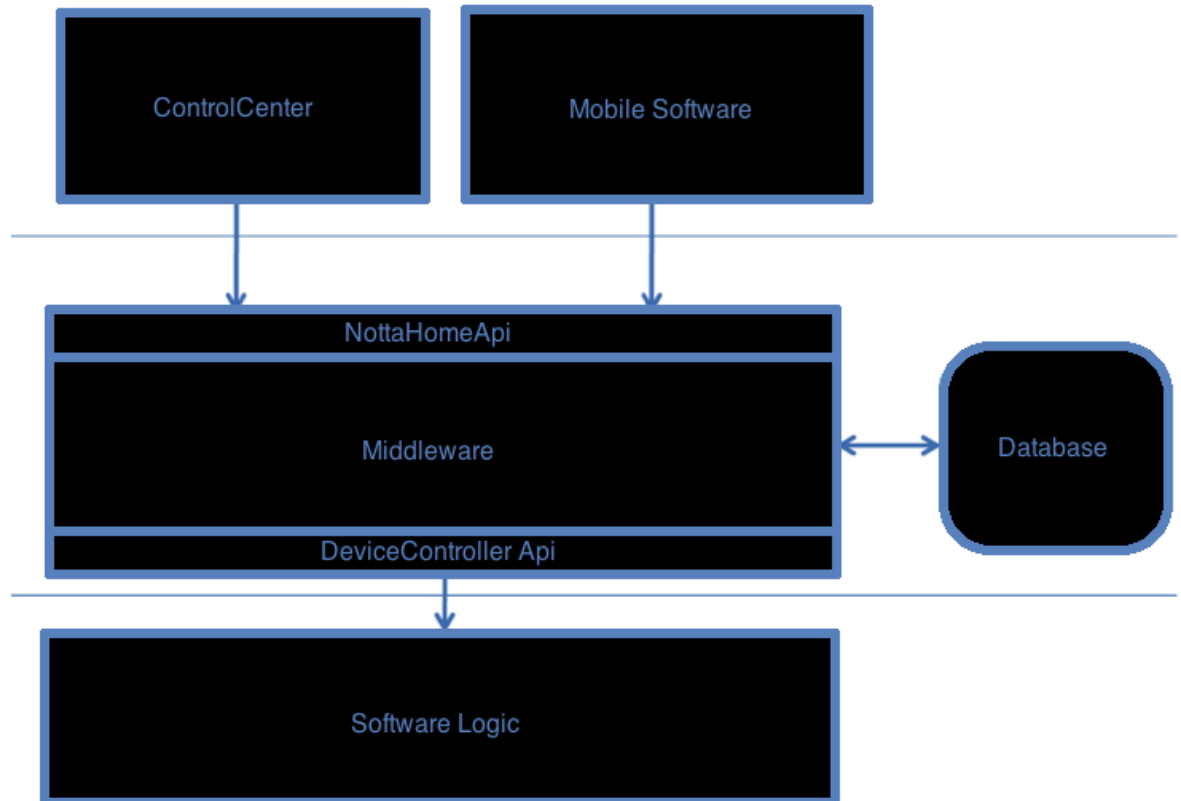 ControlCenter
Mobile Software
NottaHomeApi
Middleware
Database
DeviceController Api
Software Logic